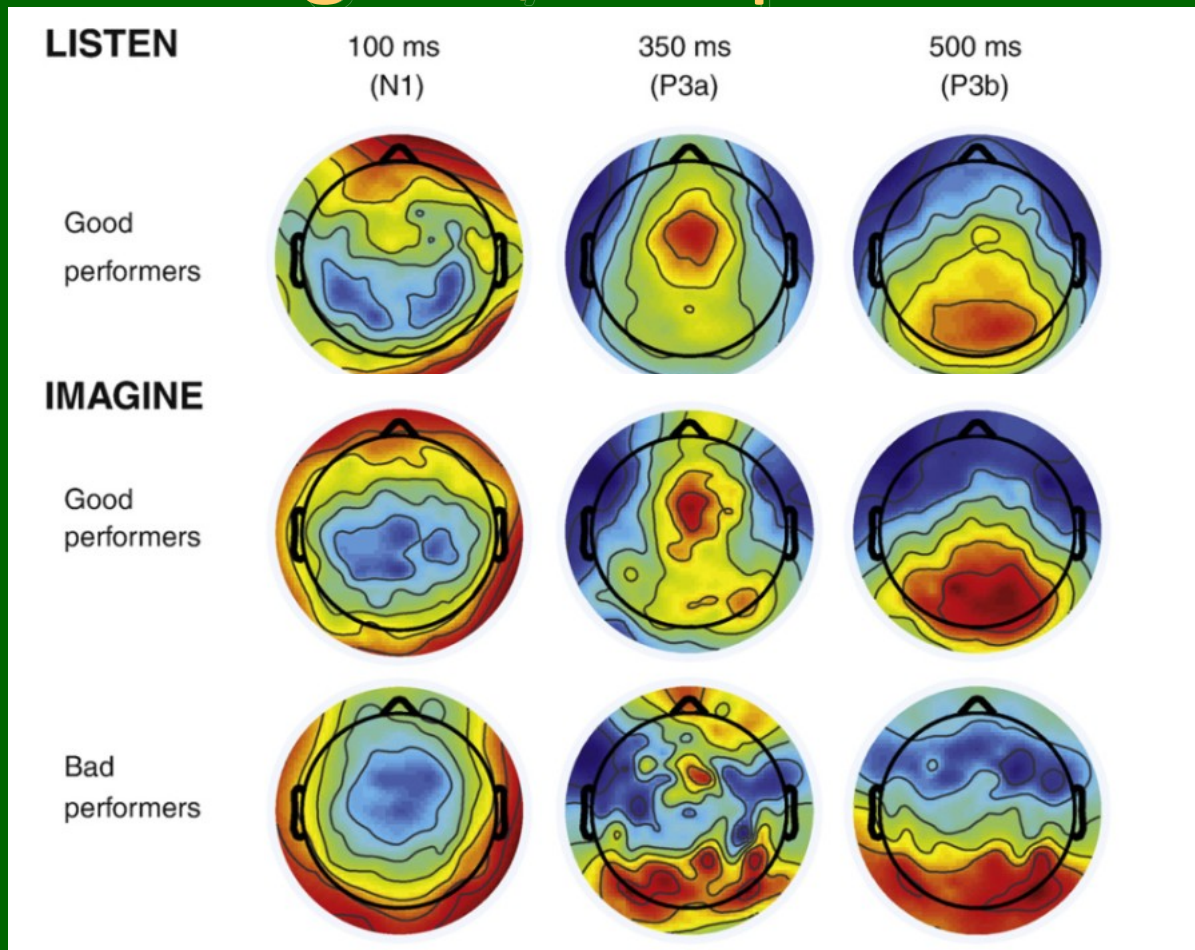 LISTEN
100 ms
(N1)
350 ms
(P3a)
500 ms
(P3b)
Good
performers
IMAGINE
Good
performers
Bad
performers